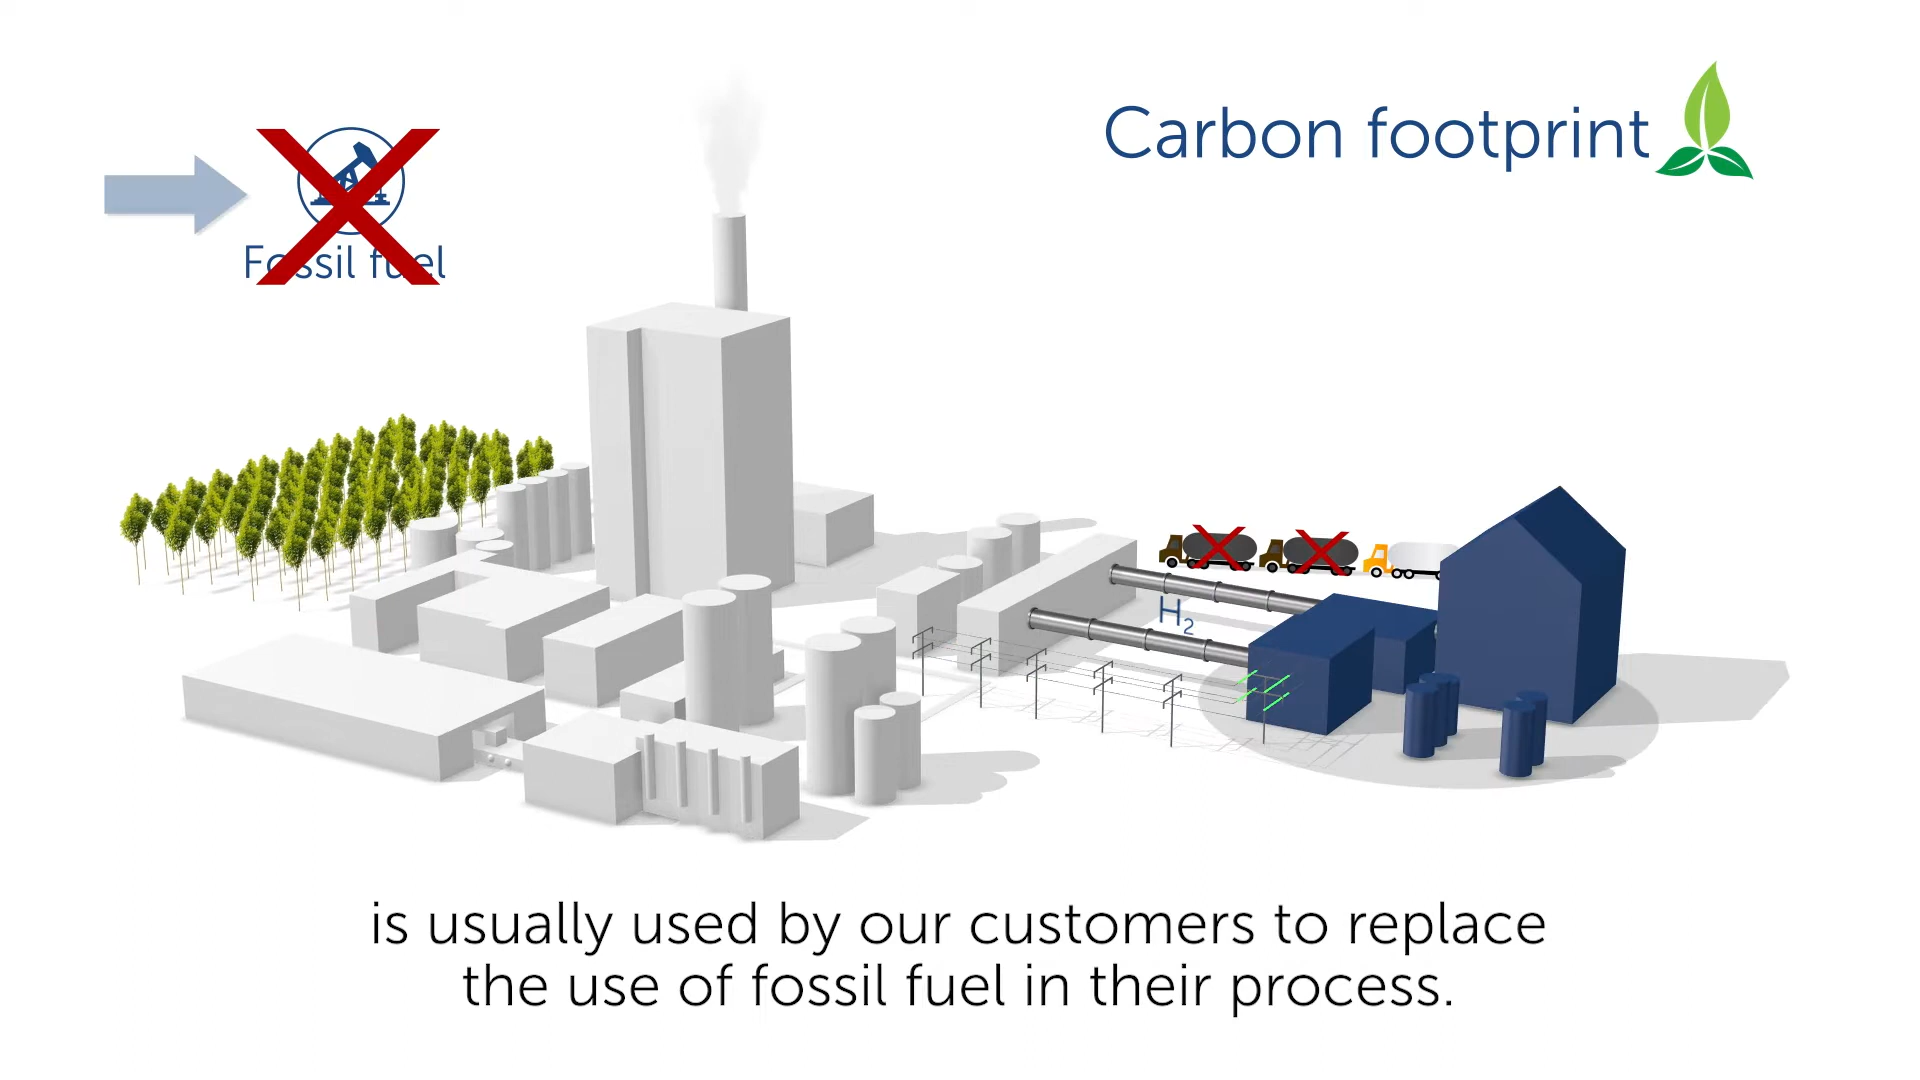 Carbon footprint
Fossil fuel
H₂
is usually used by our customers to replace
the use of fossil fuel in their process.